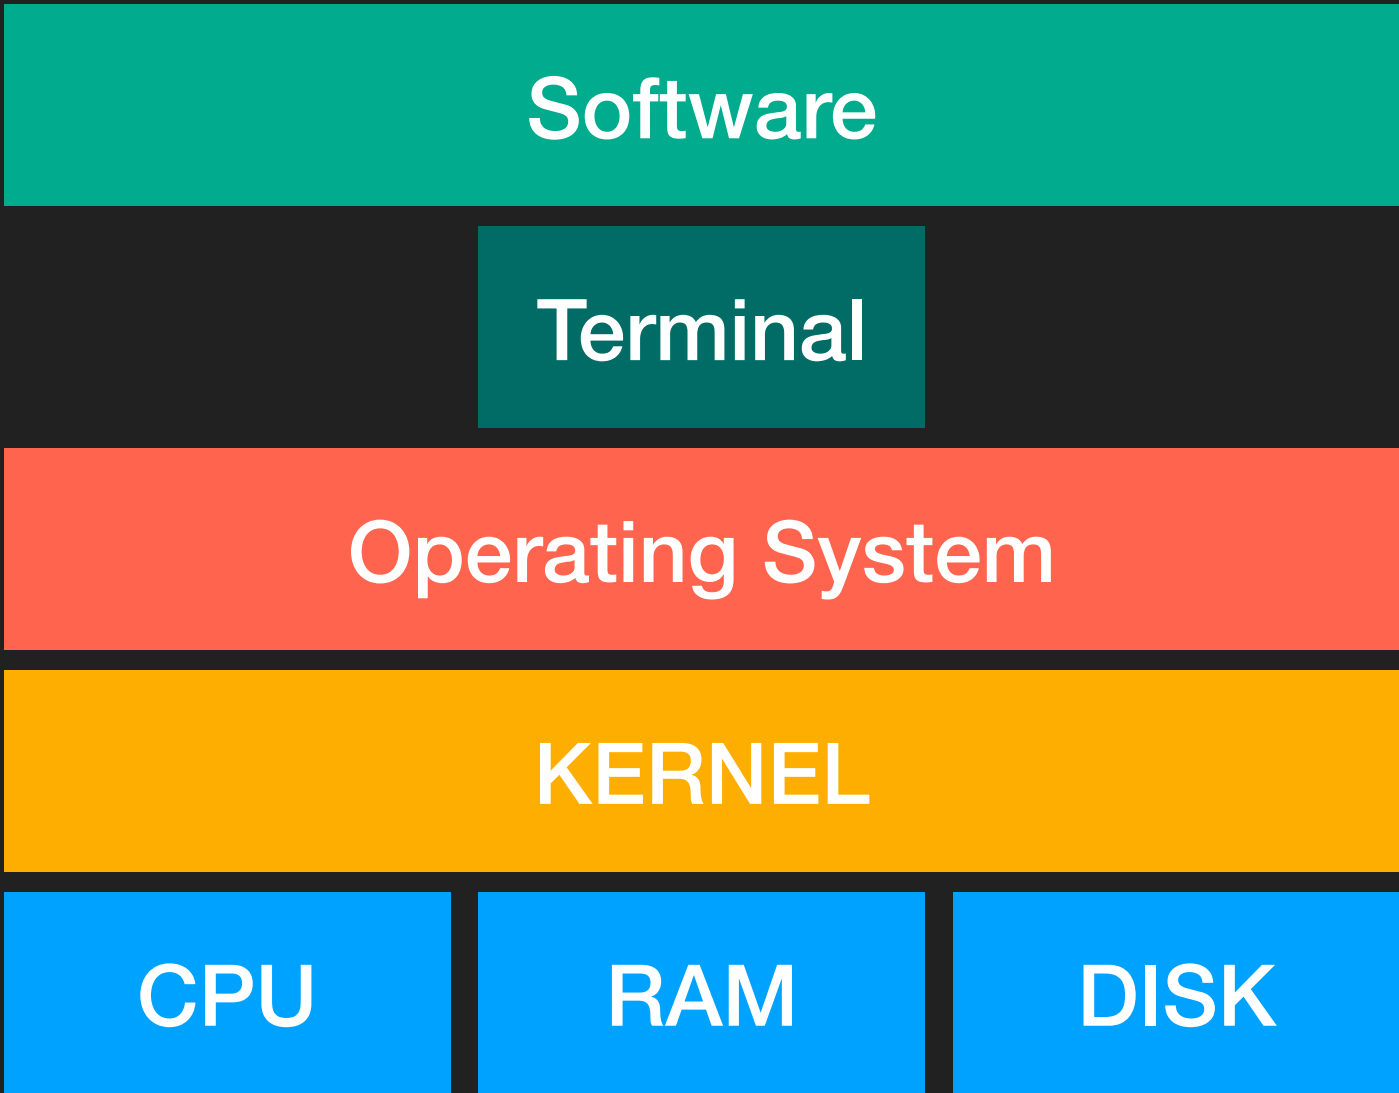 Software
Terminal
Operating System
KERNEL
CPU
RAM
DISK